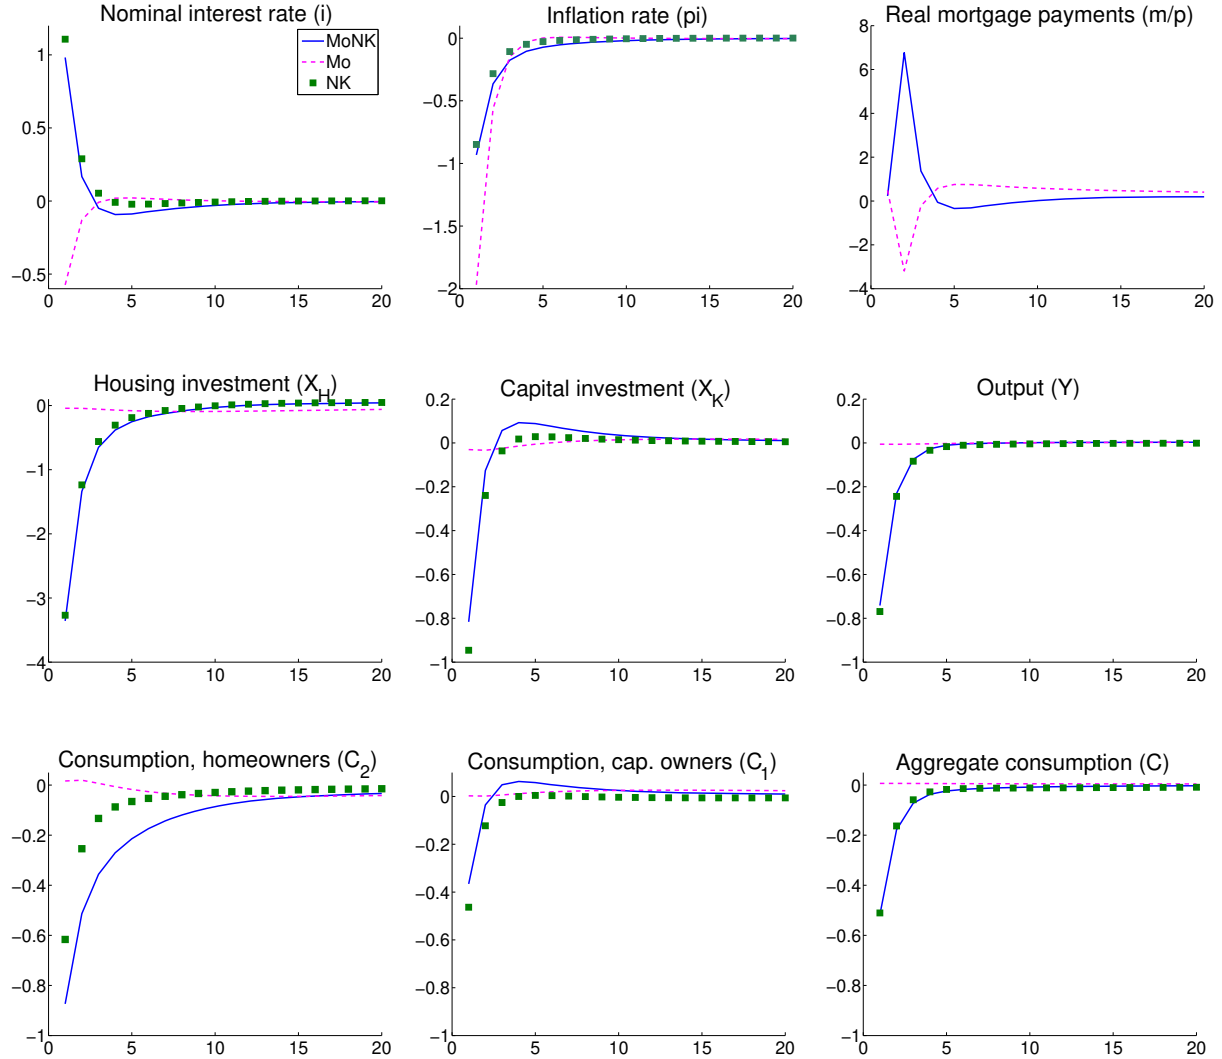 Nominal interest rate (i)
1
0.5
0
−0.5
0 5 10 15 20
MoNK
Mo
NK
Inflation rate (pi)
0
−0.5
−1
−1.5
−2
0 5 10 15 20
Real mortgage payments (m/p)
8
6
4
2
0
−2
−4
0 5 10 15 20
Housing investment (X_H)
0
−1
−2
−3
−4
0 5 10 15 20
Capital investment (X_K)
0.2
0
−0.2
−0.4
−0.6
−0.8
−1
0 5 10 15 20
Output (Y)
0.2
0
−0.2
−0.4
−0.6
−0.8
−1
0 5 10 15 20
Consumption, homeowners (C_2)
0
−0.2
−0.4
−0.6
−0.8
−1
0 5 10 15 20
Consumption, cap. owners (C_1)
0
−0.2
−0.4
−0.6
−0.8
−1
0 5 10 15 20
Aggregate consumption (C)
0
−0.2
−0.4
−0.6
−0.8
−1
0 5 10 15 20